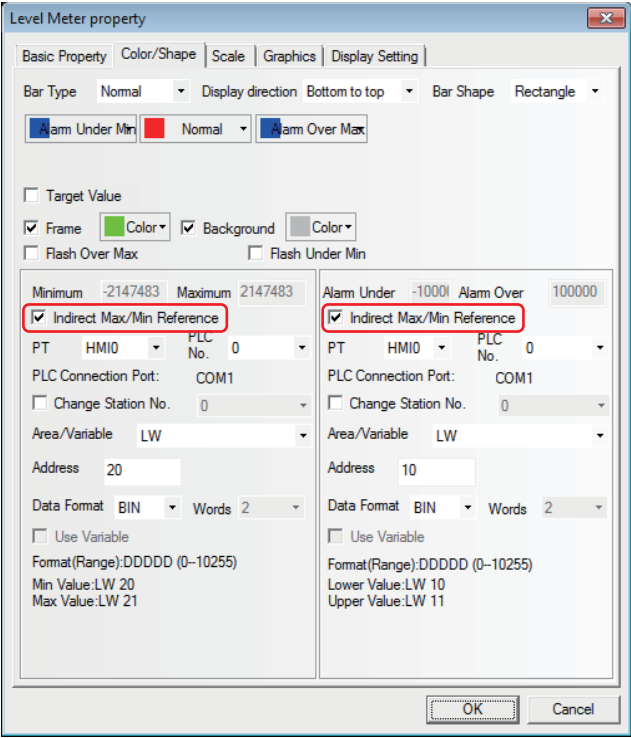 Level Meter property
Basic Property Color/Shape Scale Graphics Display Setting
Bar Type Normal Display direction Bottom to top Bar Shape Rectangle
Alarm Under Min Normal Alarm Over Max
Target Value
Frame Color Background Color
Flash Over Max Flash Under Min
Minimum -2147483 Maximum 2147483
Indirect Max/Min Reference
PT HMI0 PLC No. 0
PLC Connection Port: COM1
Change Station No. 0
Area/Variable LW
Address 20
Data Format BIN Words 2
Use Variable
Format(Range):DDDDD (0--10255)
Min Value:LW 20
Max Value:LW 21
Alarm Under -1000 Alarm Over 100000
Indirect Max/Min Reference
PT HMI0 PLC No. 0
PLC Connection Port: COM1
Change Station No. 0
Area/Variable LW
Address 10
Data Format BIN Words 2
Use Variable
Format(Range):DDDDD (0--10255)
Lower Value:LW 10
Upper Value:LW 11
OK Cancel